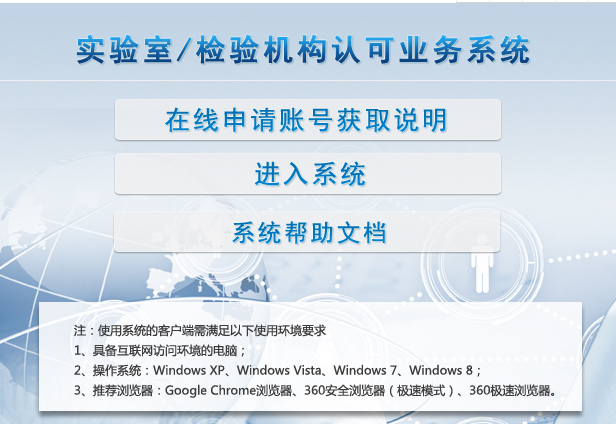 实验室/检验机构认可业务系统
在线申请账号获取说明
进入系统
系统帮助文档
注：使用系统的客户端需满足以下使用环境要求
1、具备互联网访问环境的电脑；
2、操作系统：Windows XP、Windows Vista、Windows 7、Windows 8；
3、推荐浏览器：Google Chrome浏览器、360安全浏览器（极速模式）、360极速浏览器。